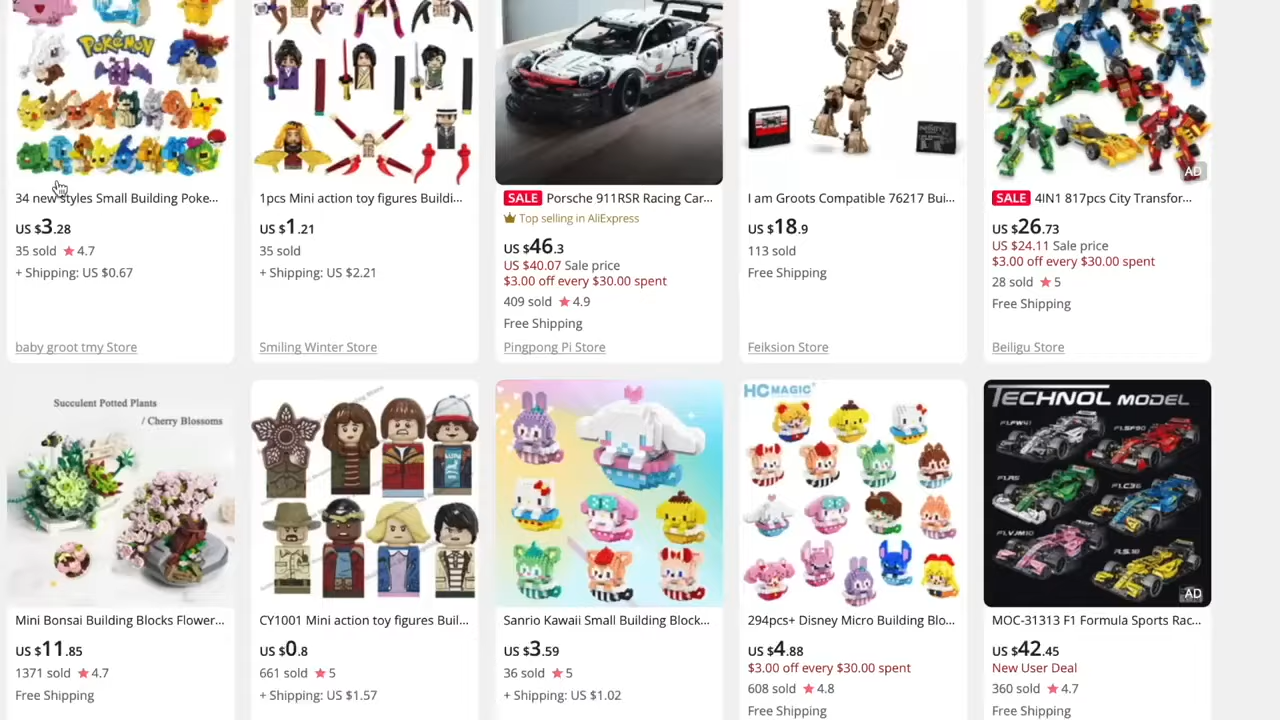 POKéMON
AD
34 new styles Small Building Poke...
US $3.28
35 sold 4.7
+ Shipping: US $0.67
baby groot tmy Store
1pcs Mini action toy figures Buildi...
US $1.21
35 sold
+ Shipping: US $2.21
Smiling Winter Store
SALE Porsche 911RSR Racing Car...
Top selling in AliExpress
US $46.3
US $40.07 Sale price
$3.00 off every $30.00 spent
409 sold 4.9
Free Shipping
Pingpong Pi Store
I am Groots Compatible 76217 Bui...
US $18.9
113 sold
Free Shipping
Feiksion Store
SALE 4IN1 817pcs City Transfor...
US $26.73
US $24.11 Sale price
$3.00 off every $30.00 spent
28 sold 5
Free Shipping
Beiligu Store
Succulent Potted Plants
/ Cherry Blossoms
Mini Bonsai Building Blocks Flower...
US $11.85
1371 sold 4.7
Free Shipping
CY1001 Mini action toy figures Buil...
US $0.8
661 sold 5
+ Shipping: US $1.57
Sanrio Kawaii Small Building Block...
US $3.59
36 sold 5
+ Shipping: US $1.02
HC MAGIC
294pcs+ Disney Micro Building Blo...
US $4.88
$3.00 off every $30.00 spent
608 sold 4.8
Free Shipping
TECHNOL MODEL
AD
MOC-31313 F1 Formula Sports Rac...
US $42.45
New User Deal
360 sold 4.7
Free Shipping